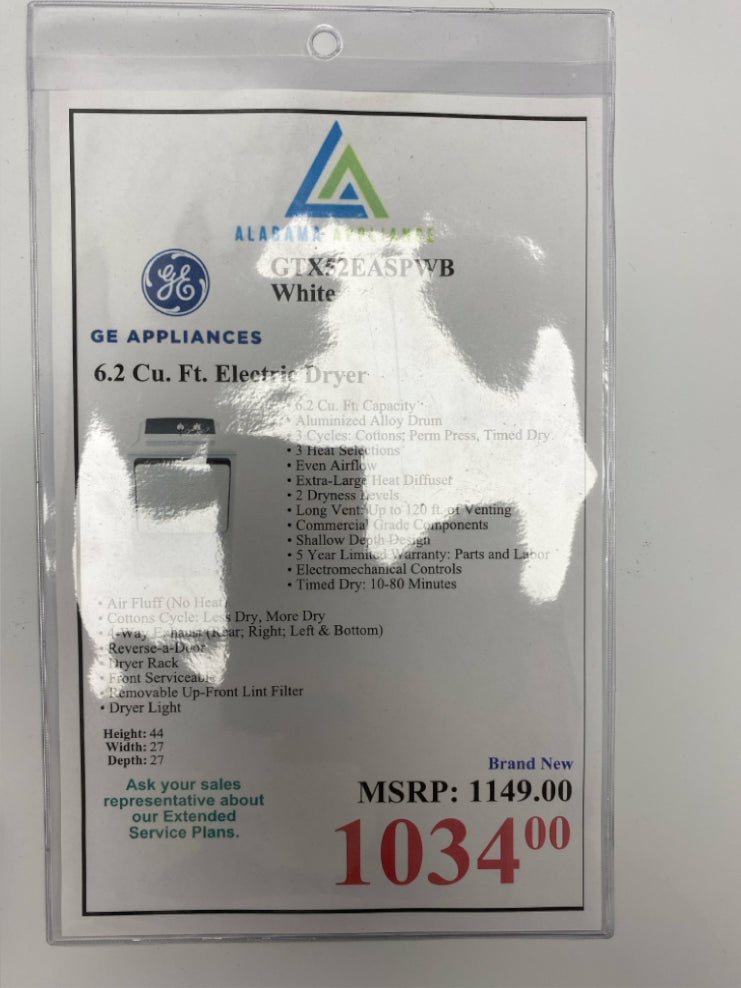 ALABAMA APPLIANCE
GE
GE APPLIANCES
GTX52EASPWB
White
6.2 Cu. Ft. Electric Dryer
• 6.2 Cu. Ft. Capacity
• Aluminized Alloy Drum
• 3 Cycles: Cottons; Perm Press, Timed Dry
• 3 Heat Selections
• Even Airflow
• Extra-Large Heat Diffuser
• 2 Dryness Levels
• Long Vent: Up to 120 ft. of Venting
• Commercial Grade Components
• Shallow Depth Design
• 5 Year Limited Warranty: Parts and Labor
• Electromechanical Controls
• Timed Dry: 10-80 Minutes
• Air Fluff (No Heat)
• Cottons Cycle: Less Dry, More Dry
• 4-Way Exhaust (Rear; Right; Left & Bottom)
• Reverse-a-Door
• Dryer Rack
• Front Serviceable
• Removable Up-Front Lint Filter
• Dryer Light
Height: 44
Width: 27
Depth: 27
Ask your sales
representative about
our Extended
Service Plans.
Brand New
MSRP: 1149.00
1034 00